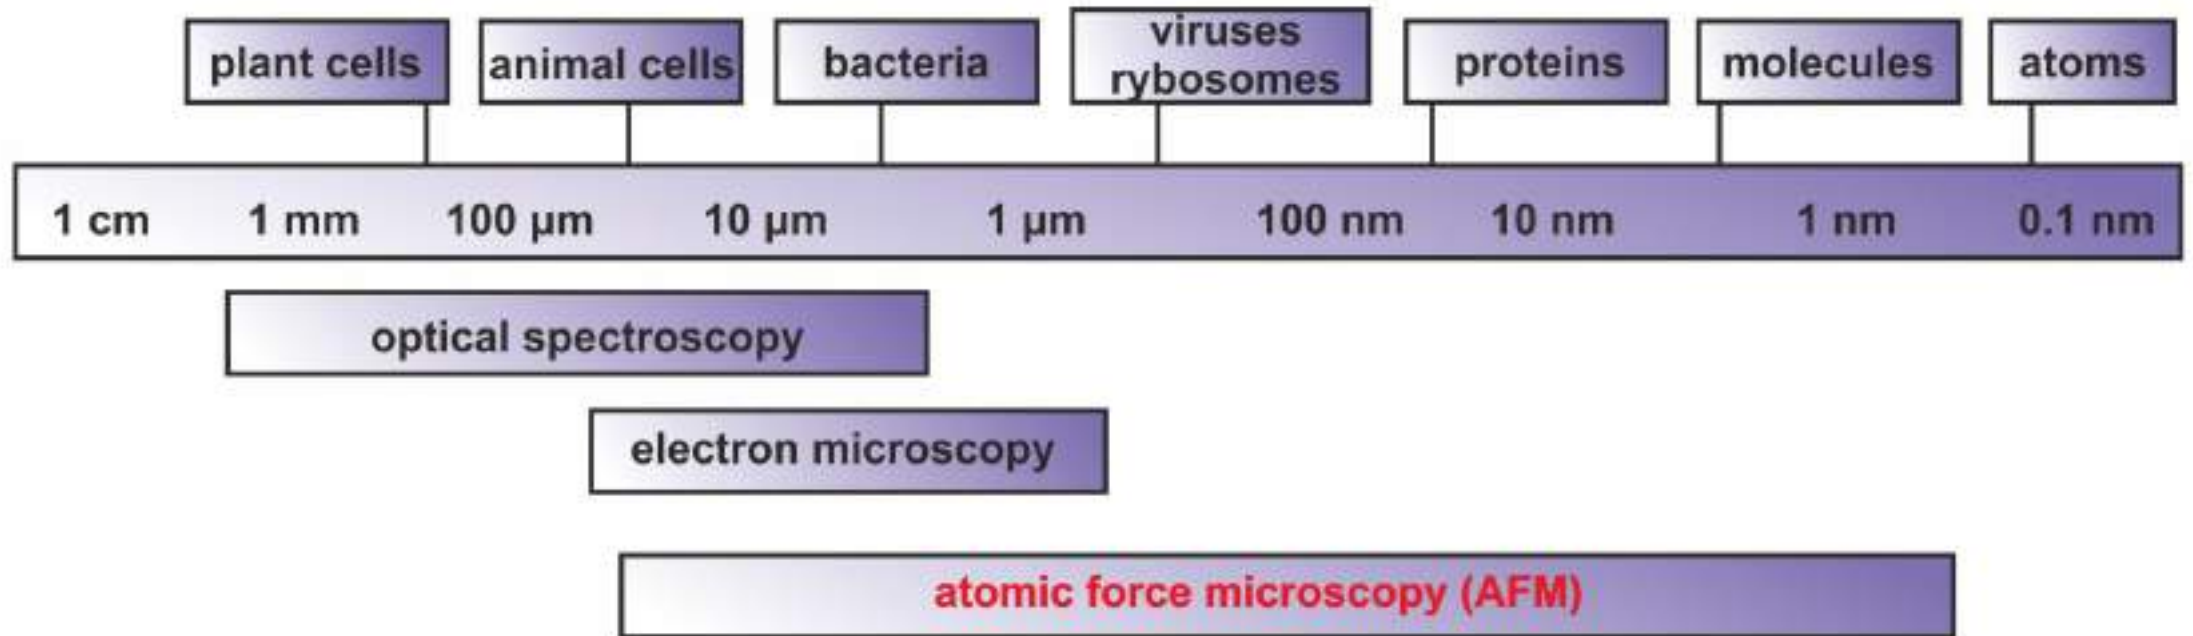 plant cells
animal cells
bacteria
viruses
rybosomes
proteins
molecules
atoms
1 cm 1 mm 100 µm 10 µm 1 µm 100 nm 10 nm 1 nm 0.1 nm
optical spectroscopy
electron microscopy
atomic force microscopy (AFM)